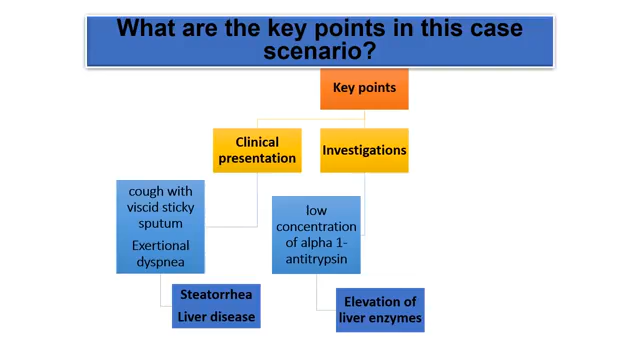 What are the key points in this case
scenario?
Key points
Clinical
presentation
Investigations
cough with
viscid sticky
sputum
Exertional
dyspnea
low
concentration
of alpha 1-
antitrypsin
Steatorrhea
Liver disease
Elevation of
liver enzymes